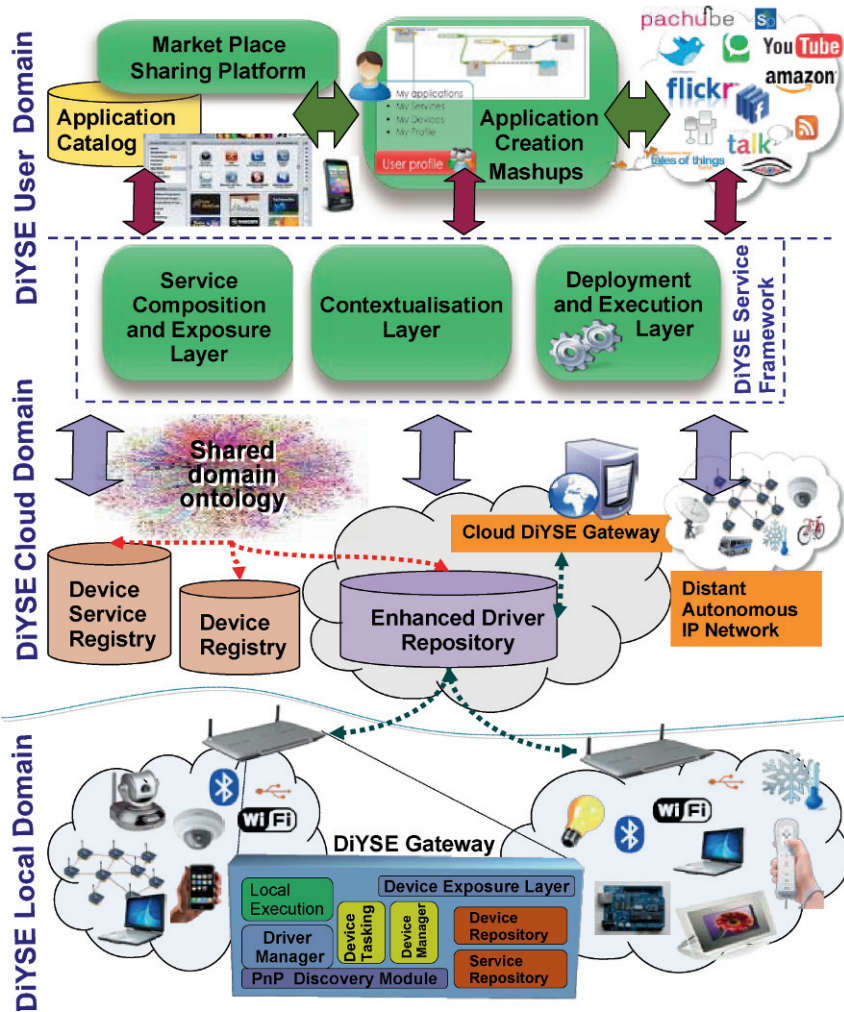 DiYSE User Domain
Market Place
Sharing Platform
Application
Catalog
My applications
• My Services
• My Devices
• My Profile
User profile
Application
Creation
Mashups
pachube
You Tube
flickr
amazon
talk
tales of things
DiYSE Service
Framework
Service
Composition
and Exposure
Layer
Contextualisation
Layer
Deployment
and Execution
Layer
DiYSE Cloud Domain
Shared
domain
ontology
Cloud DiYSE Gateway
Device
Service
Registry
Device
Registry
Enhanced Driver
Repository
Distant
Autonomous
IP Network
DiYSE Local Domain
WiFi
WiFi
DiYSE Gateway
Local
Execution
Device Exposure Layer
Driver
Manager
Device
Tasking
Device
Manager
Device
Repository
Service
Repository
PnP Discovery Module